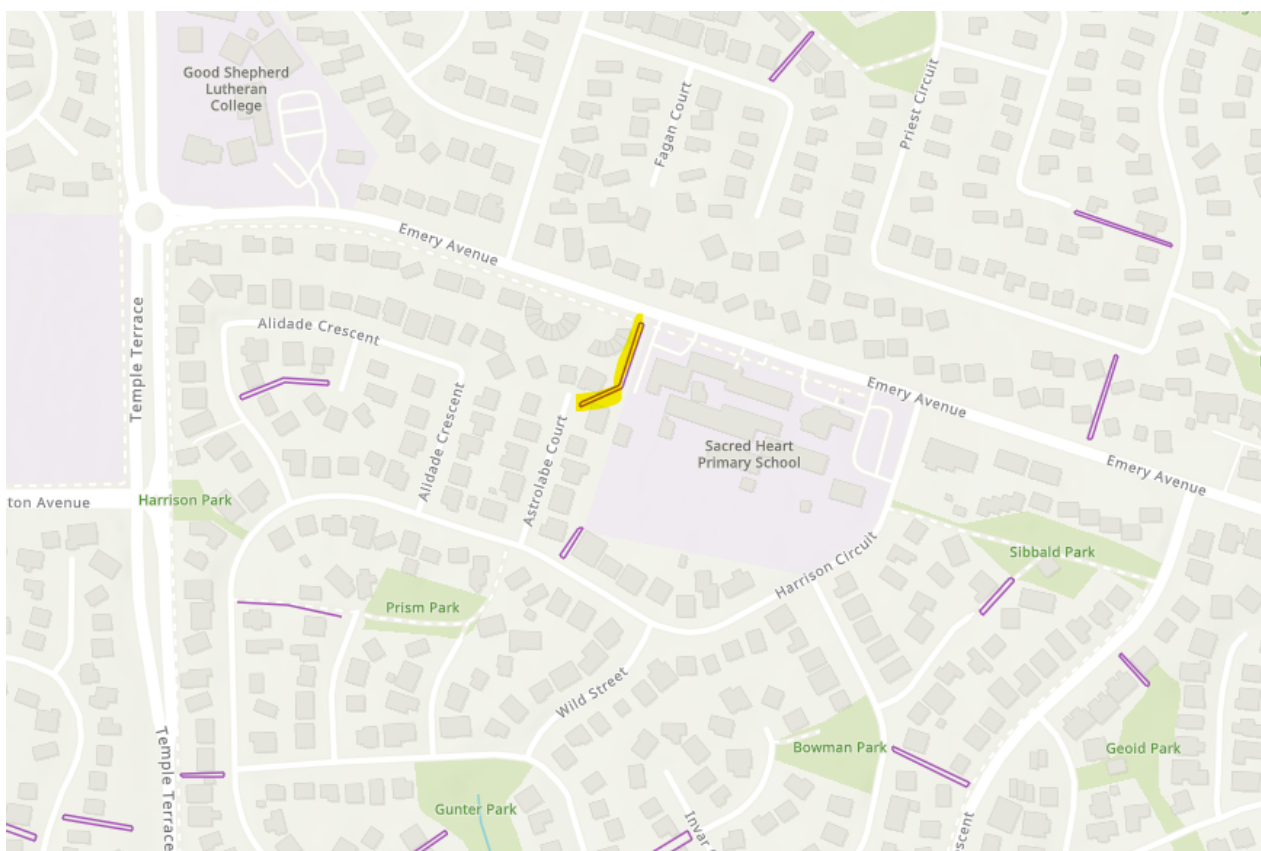 Good Shepherd
Lutheran
College
Fagan Court
Priest Circuit
Emery Avenue
Temple Terrace
Alidade Crescent
Alidade Crescent
Emery Avenue
Astrolabe Court
Sacred Heart
Primary School
Emery Avenue
ton Avenue
Harrison Park
Harrison Circuit
Sibbald Park
Prism Park
Wild Street
Bowman Park
Geoid Park
Temple Terrace
Gunter Park
Invar
escent